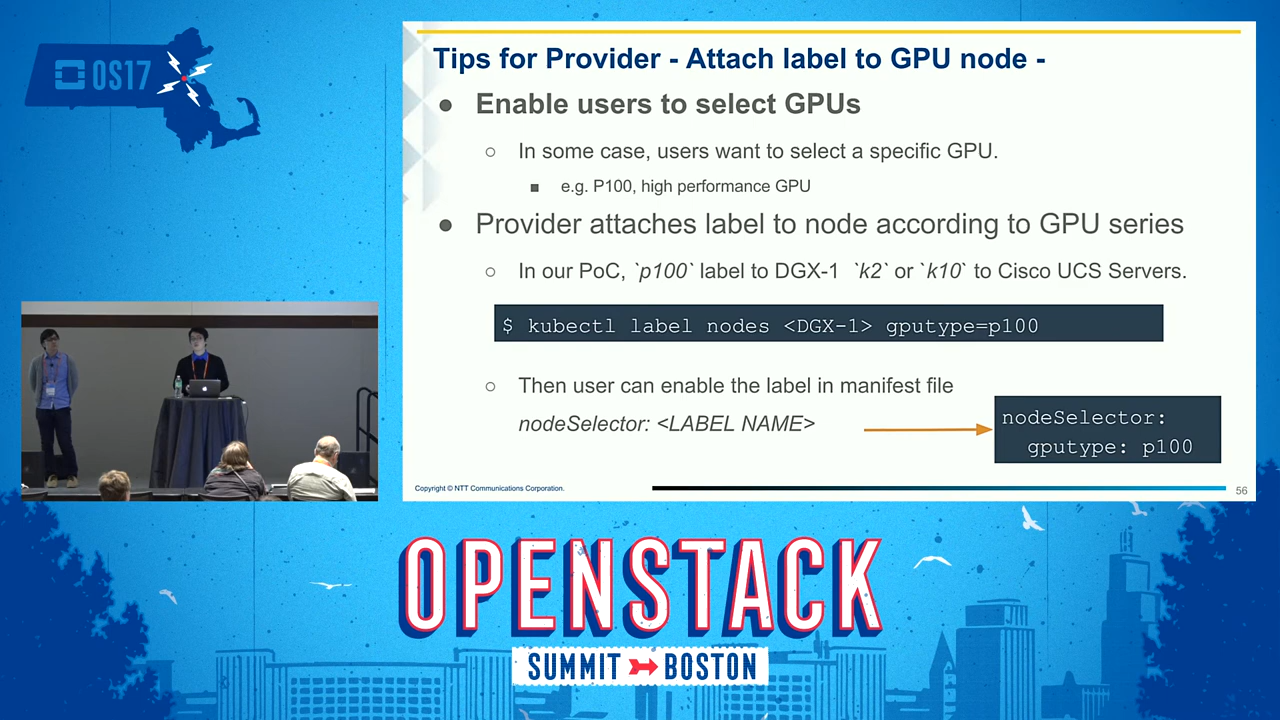 OS17
Tips for Provider - Attach label to GPU node -
● Enable users to select GPUs
○ In some case, users want to select a specific GPU.
■ e.g. P100, high performance GPU
● Provider attaches label to node according to GPU series
○ In our PoC, `p100` label to DGX-1 `k2` or `k10` to Cisco UCS Servers.
$ kubectl label nodes <DGX-1> gputype=p100
○ Then user can enable the label in manifest file
nodeSelector: <LABEL NAME>
nodeSelector:
gputype: p100
Copyright © NTT Communications Corporation.
56
OPENSTACK
SUMMIT BOSTON